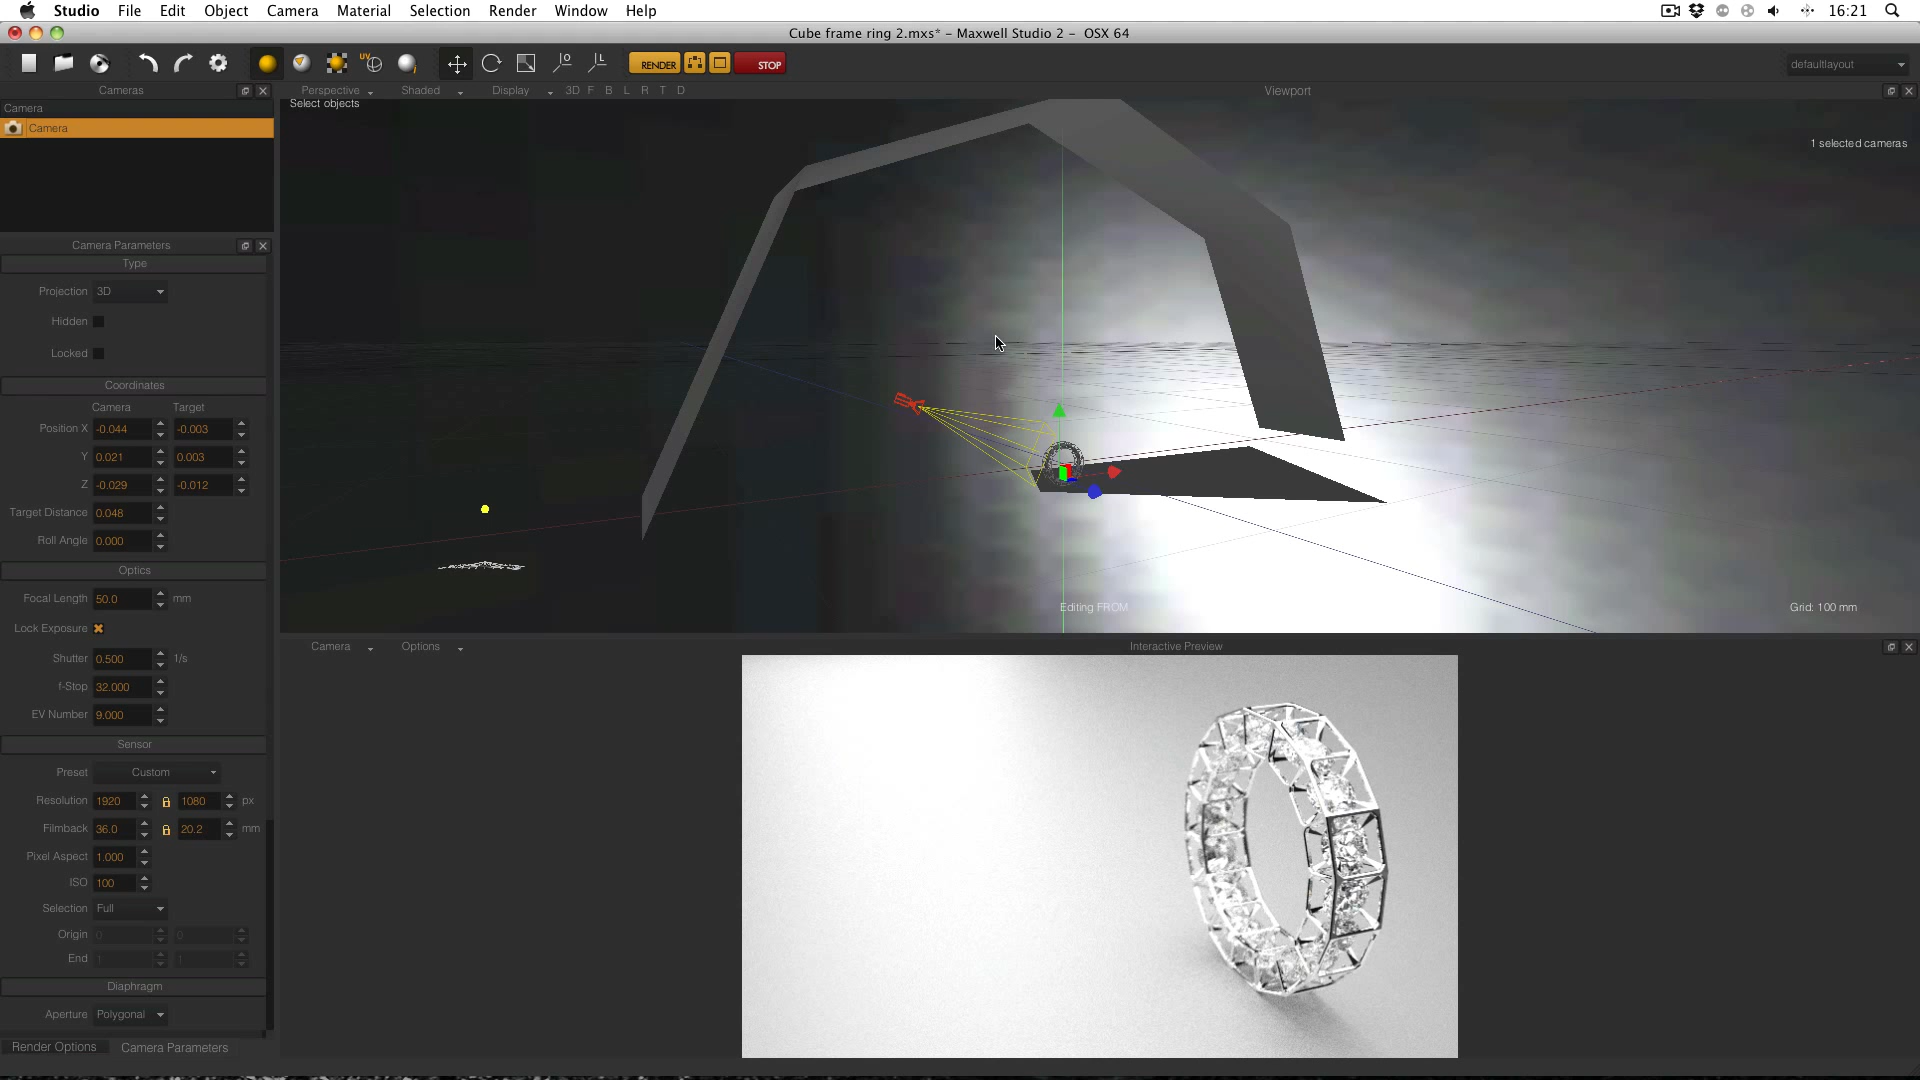 Studio File Edit Object Camera Material Selection Render Window Help 16:21
Cube frame ring 2.mxs* - Maxwell Studio 2 - OSX 64
UV RENDER STOP defaultlayout
Cameras Perspective Shaded Display 3D F B L R T D Viewport
Select objects
Camera
Camera
1 selected cameras
Camera Parameters
Type
Projection 3D
Hidden
Locked
Coordinates
Camera Target
Position X -0.044 -0.003
Y 0.021 0.003
Z -0.029 -0.012
Target Distance 0.048
Roll Angle 0.000
Optics
Focal Length 50.0 mm
Editing FROM Grid: 100 mm
Lock Exposure
Camera Options Interactive Preview
Shutter 0.500 1/s
f-Stop 32.000
EV Number 9.000
Sensor
Preset Custom
Resolution 1920 1080 px
Filmback 36.0 20.2 mm
Pixel Aspect 1.000
ISO 100
Selection Full
Origin 0 0
End 1 1
Diaphragm
Aperture Polygonal
Render Options Camera Parameters